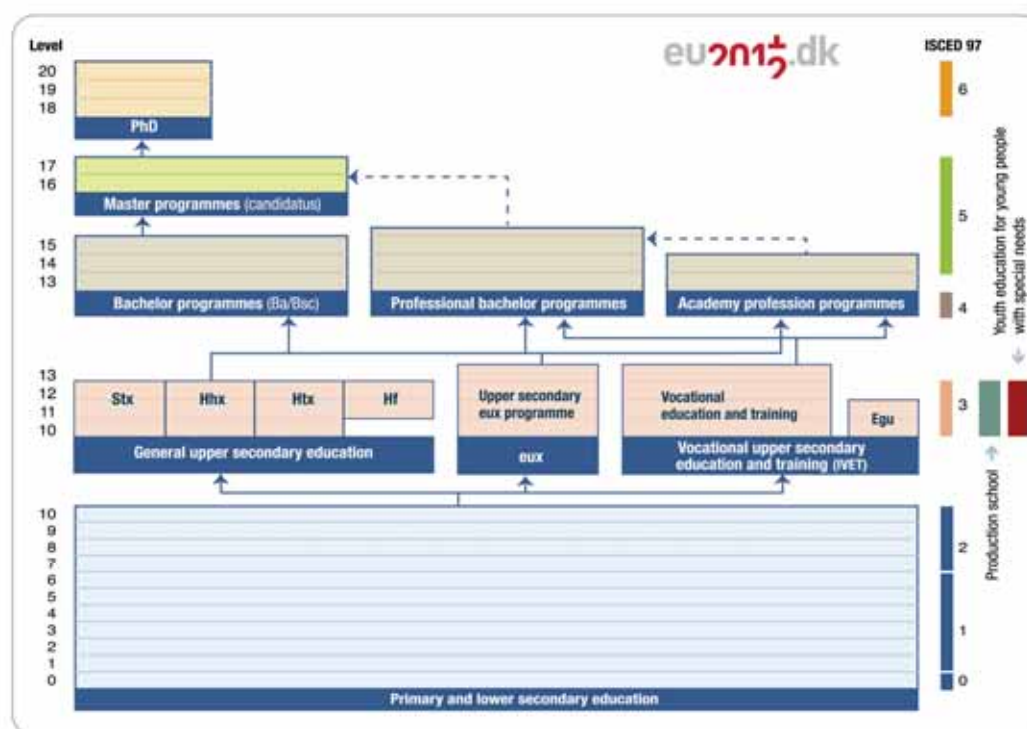 Level
eu2012.dk
ISCED 97
20
19
18
PhD
6
17
16
Master programmes (candidatus)
5
15
14
13
Bachelor programmes (Ba/Bsc)
Professional bachelor programmes
Academy profession programmes
4
Youth education for young people
with special needs
13
12
11
10
Stx
Hhx
Htx
Hf
General upper secondary education
Upper secondary
eux programme
eux
Vocational
education and training
Egu
Vocational upper secondary
education and training (IVET)
3
Production school
10
9
8
7
6
5
4
3
2
1
0
2
1
0
Primary and lower secondary education